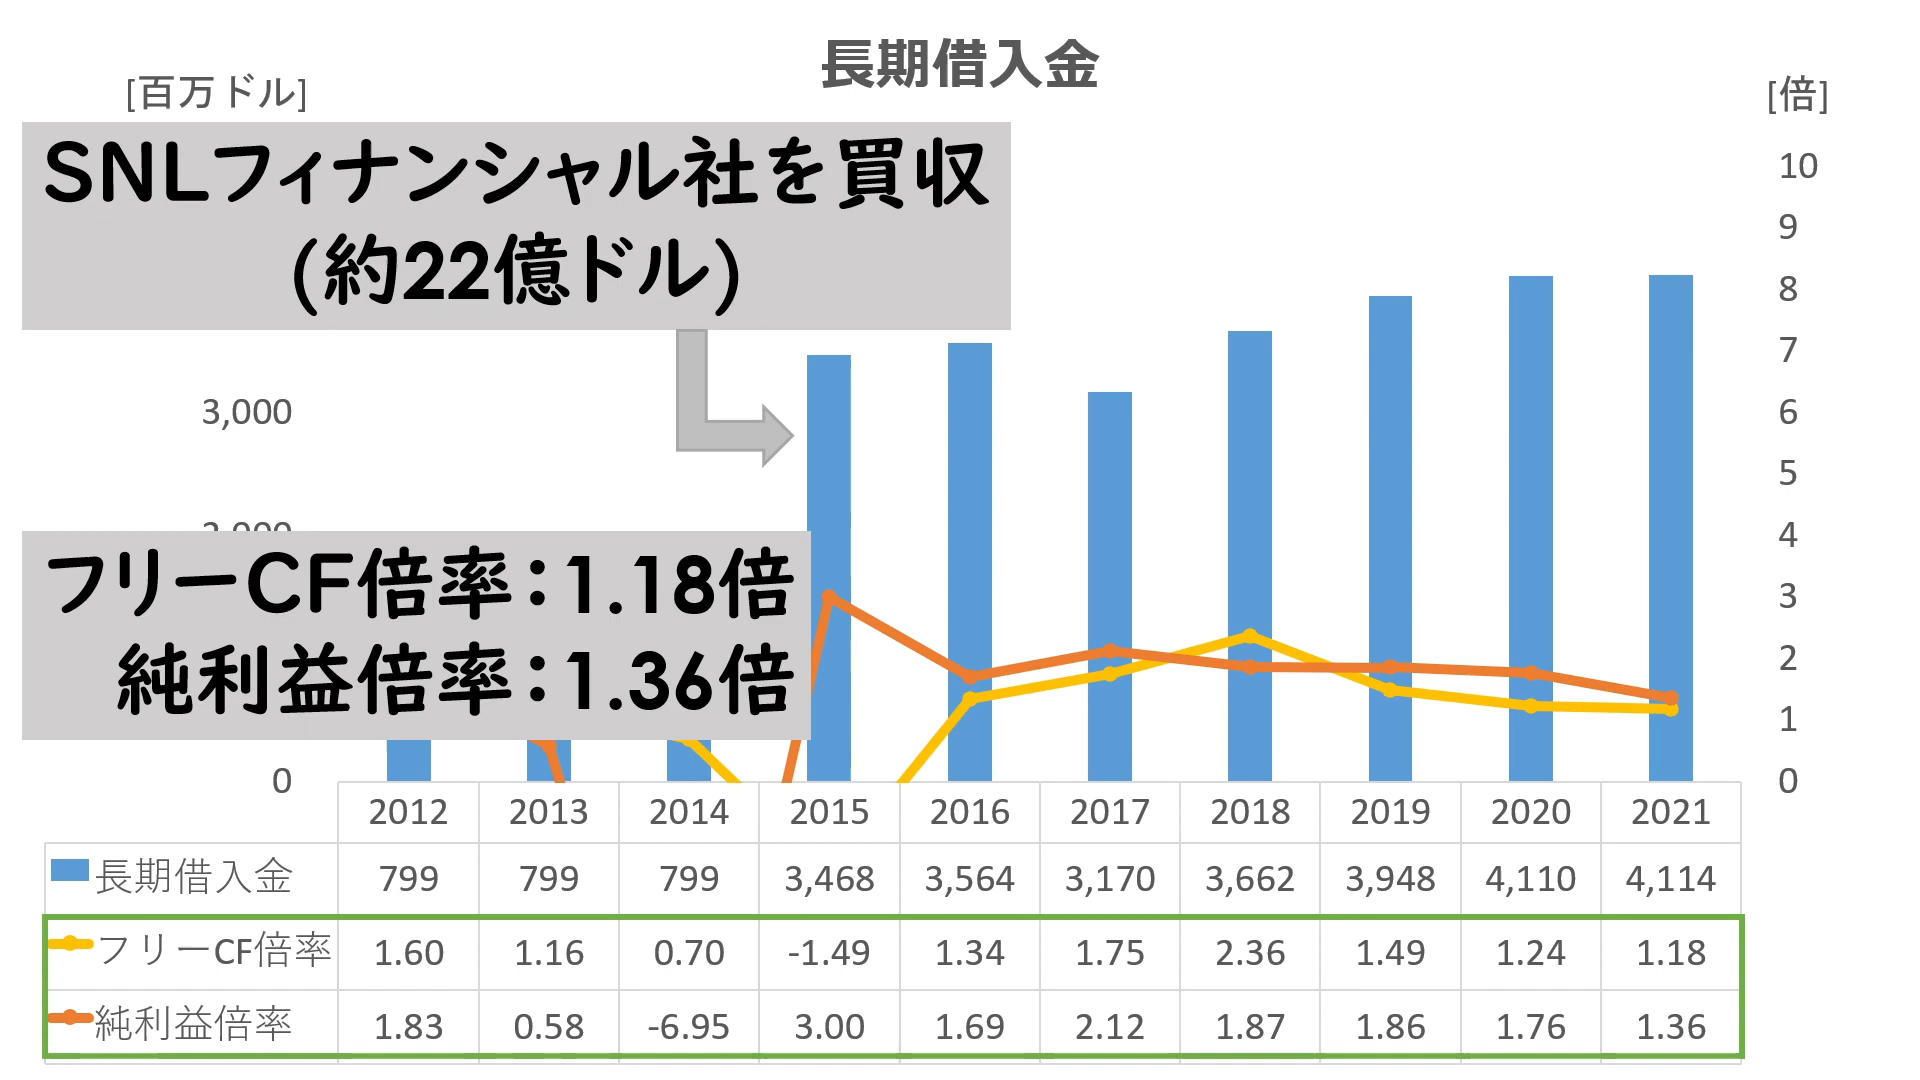 長期借入金
[百万ドル]
[倍]
SNLフィナンシャル社を買収
(約22億ドル)
10
9
8
7
3,000
6
5
4
フリーCF倍率：1.18倍
3
純利益倍率：1.36倍
2
1
0
0
2012 2013 2014 2015 2016 2017 2018 2019 2020 2021
長期借入金 799 799 799 3,468 3,564 3,170 3,662 3,948 4,110 4,114
フリーCF倍率 1.60 1.16 0.70 -1.49 1.34 1.75 2.36 1.49 1.24 1.18
純利益倍率 1.83 0.58 -6.95 3.00 1.69 2.12 1.87 1.86 1.76 1.36